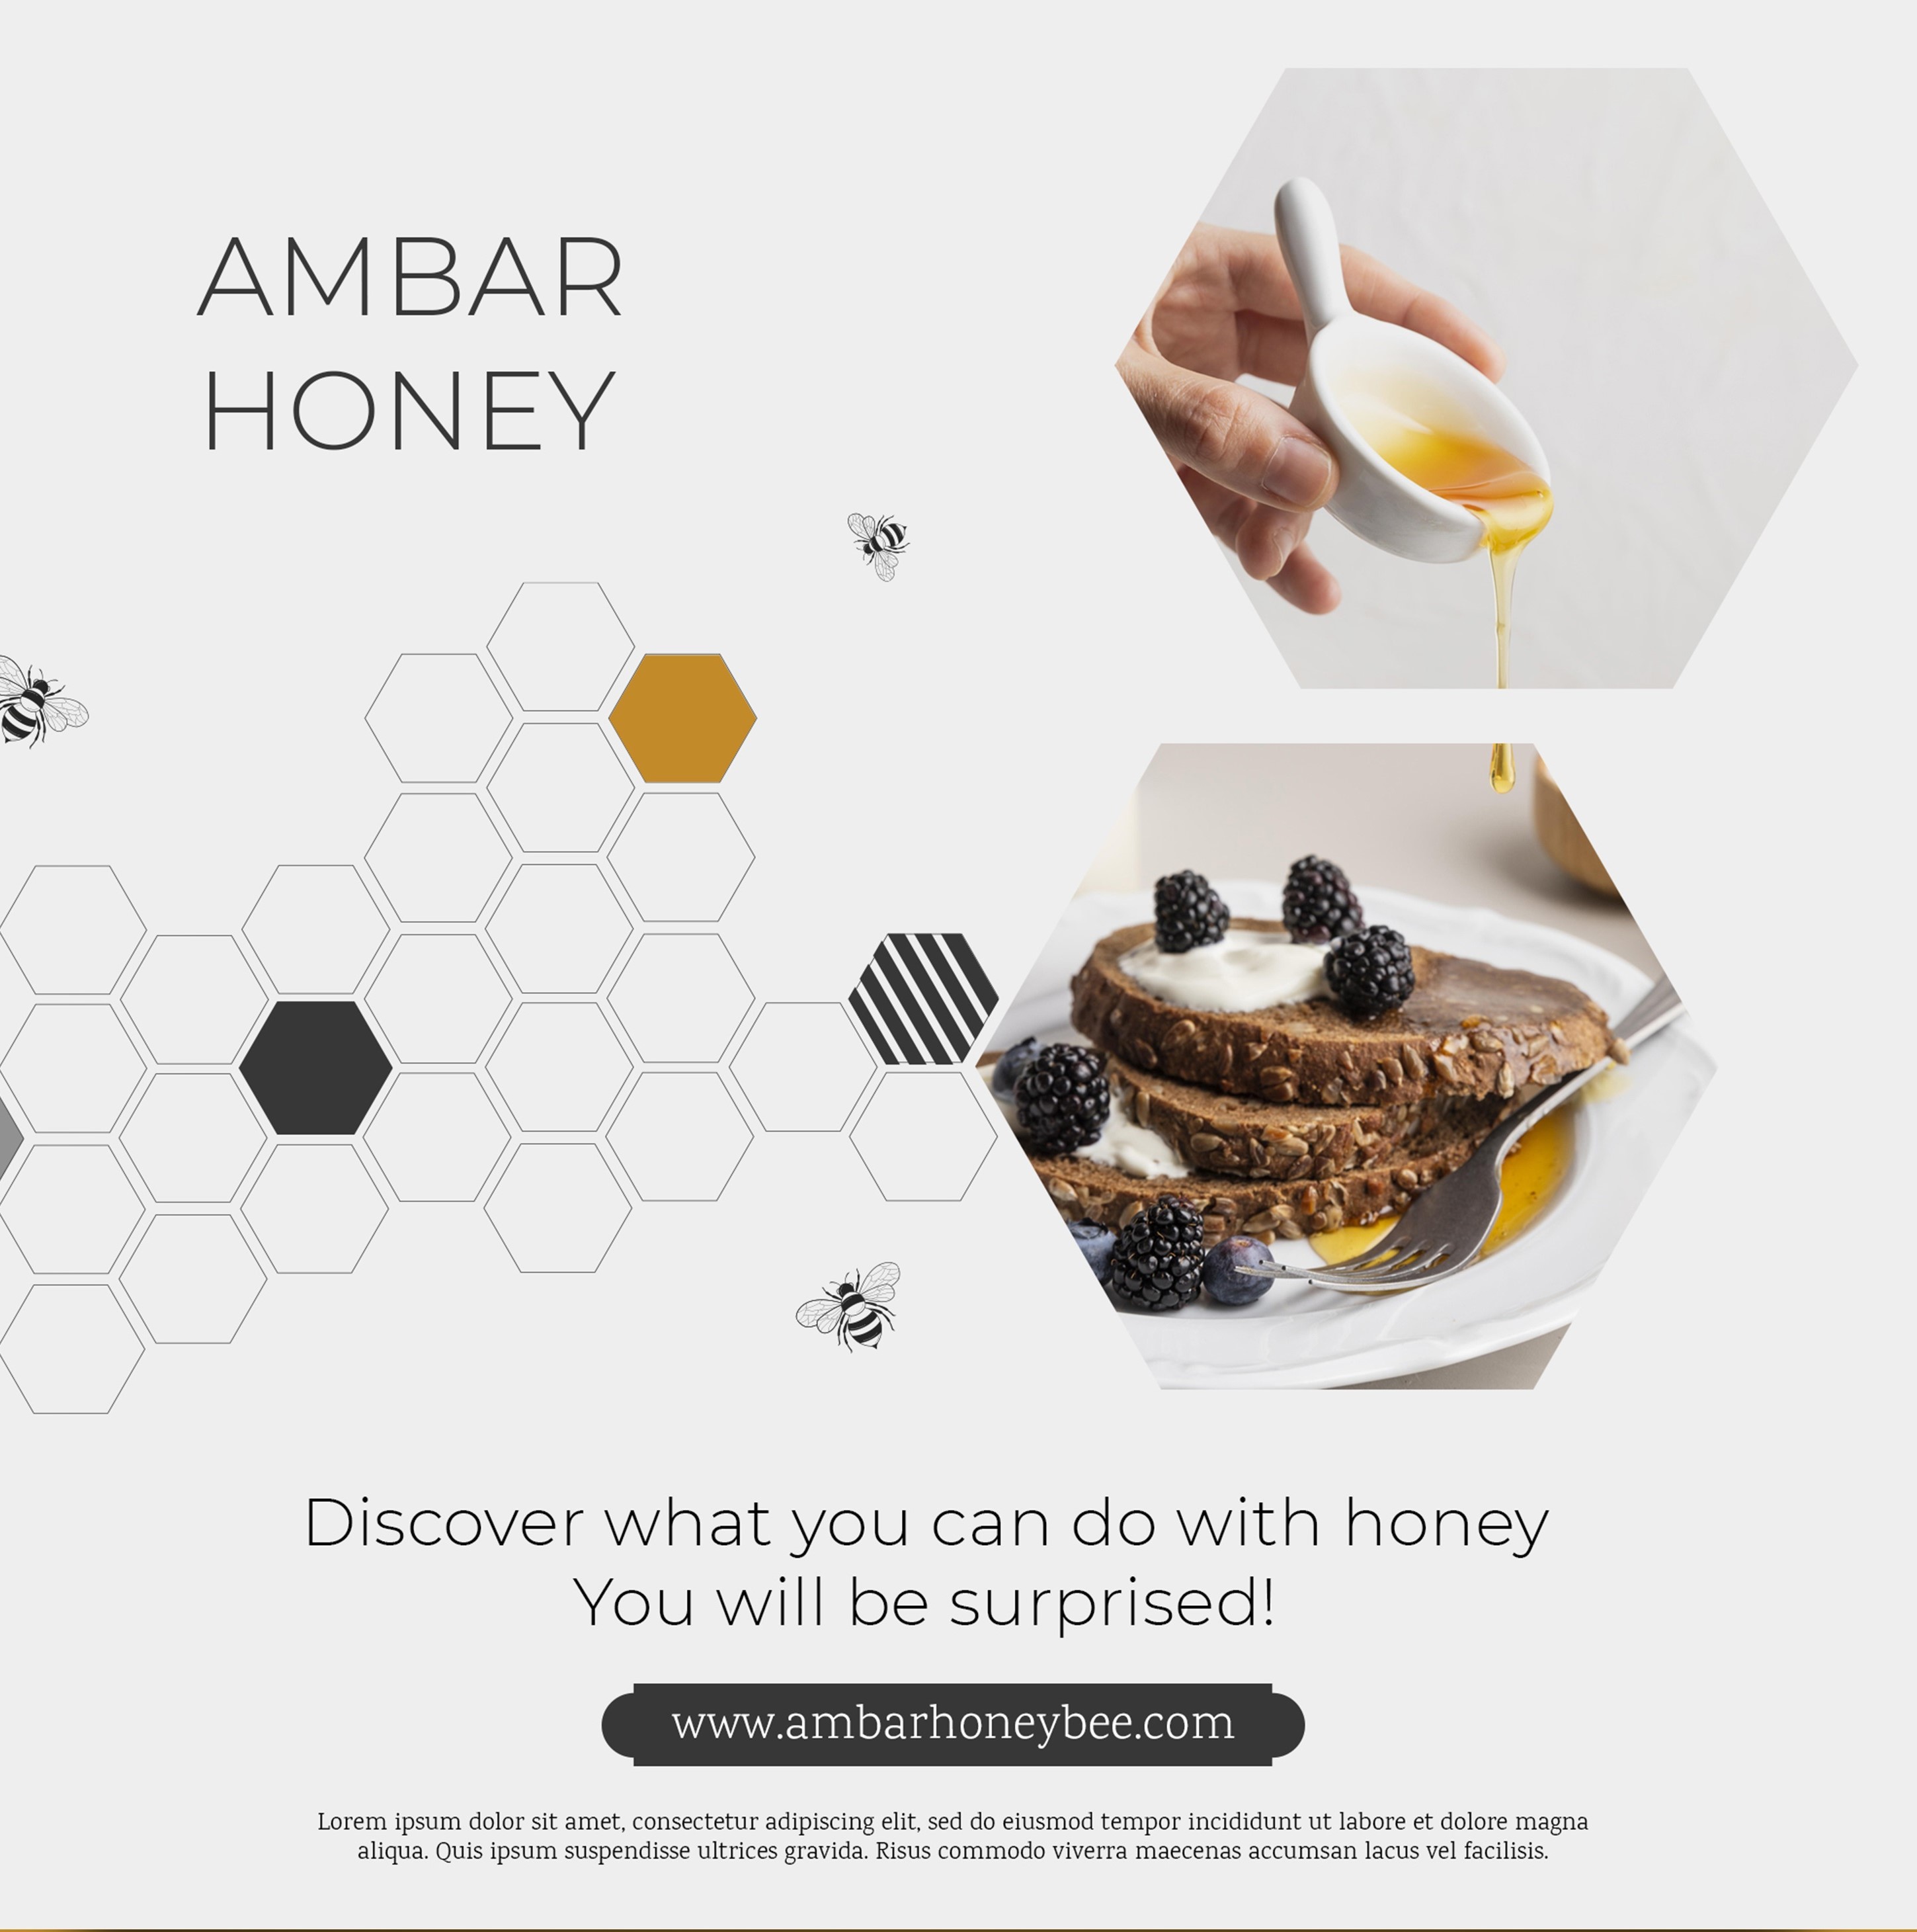 AMBAR
HONEY
Discover what you can do with honey
You will be surprised!
www.ambarhoneybee.com
Lorem ipsum dolor sit amet, consectetur adipiscing elit, sed do eiusmod tempor incididunt ut labore et dolore magna
aliqua. Quis ipsum suspendisse ultrices gravida. Risus commodo viverra maecenas accumsan lacus vel facilisis.